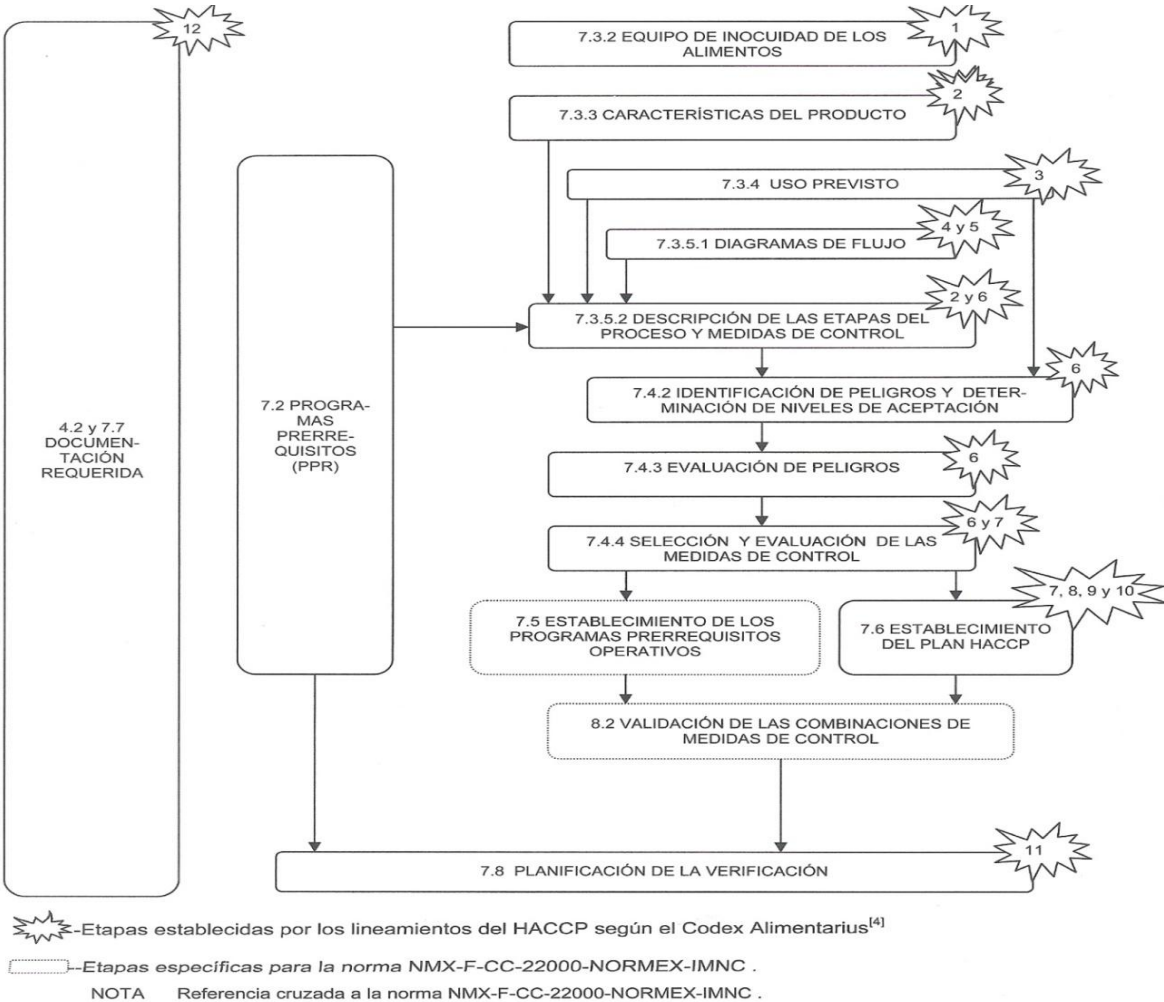 12
1
7.3.2 EQUIPO DE INOCUIDAD DE LOS
ALIMENTOS
2
7.3.3 CARACTERÍSTICAS DEL PRODUCTO
3
7.3.4 USO PREVISTO
4 y 5
7.3.5.1 DIAGRAMAS DE FLUJO
2 y 6
7.3.5.2 DESCRIPCIÓN DE LAS ETAPAS DEL
PROCESO Y MEDIDAS DE CONTROL
6
7.4.2 IDENTIFICACIÓN DE PELIGROS Y DETER-
MINACIÓN DE NIVELES DE ACEPTACIÓN
4.2 y 7.7
DOCUMEN-
TACIÓN
REQUERIDA
7.2 PROGRA-
MAS
PRERRE-
QUISITOS
(PPR)
6
7.4.3 EVALUACIÓN DE PELIGROS
6 y 7
7.4.4 SELECCIÓN Y EVALUACIÓN DE LAS
MEDIDAS DE CONTROL
7, 8, 9 y 10
7.5 ESTABLECIMIENTO DE LOS
PROGRAMAS PRERREQUISITOS
OPERATIVOS
7.6 ESTABLECIMIENTO
DEL PLAN HACCP
8.2 VALIDACIÓN DE LAS COMBINACIONES DE
MEDIDAS DE CONTROL
11
7.8 PLANIFICACIÓN DE LA VERIFICACIÓN
-Etapas establecidas por los lineamientos del HACCP según el Codex Alimentarius[4]
--Etapas específicas para la norma NMX-F-CC-22000-NORMEX-IMNC .
NOTA Referencia cruzada a la norma NMX-F-CC-22000-NORMEX-IMNC .